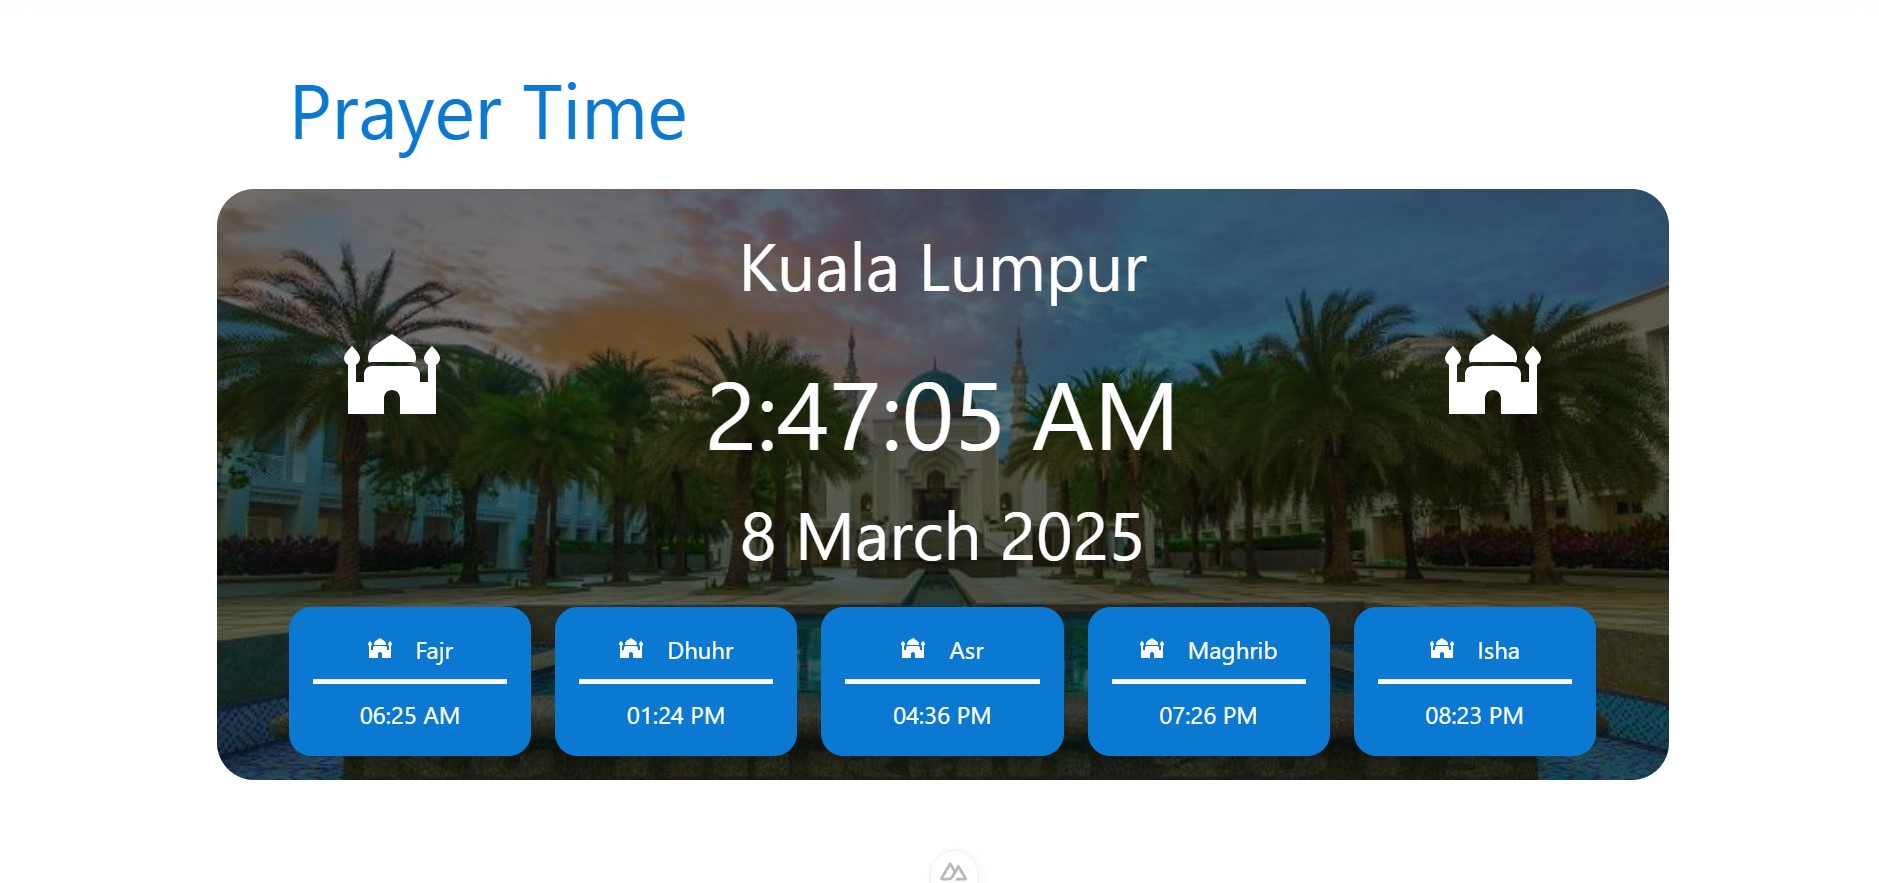 Prayer Time
Kuala Lumpur
2:47:05 AM
8 March 2025
Fajr
06:25 AM
Dhuhr
01:24 PM
Asr
04:36 PM
Maghrib
07:26 PM
Isha
08:23 PM